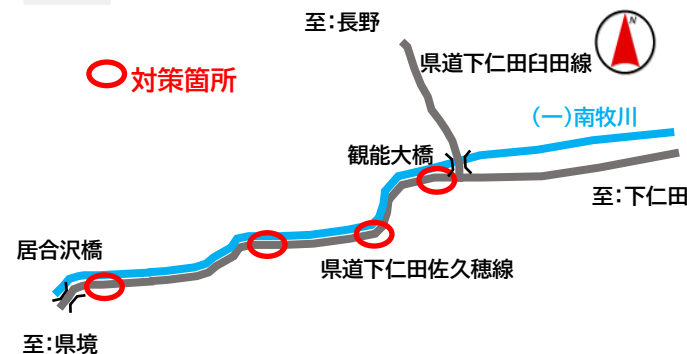 至：長野
N
県道下仁田臼田線
対策箇所
（一）南牧川
観能大橋
至：下仁田
居合沢橋
県道下仁田佐久穂線
至：県境